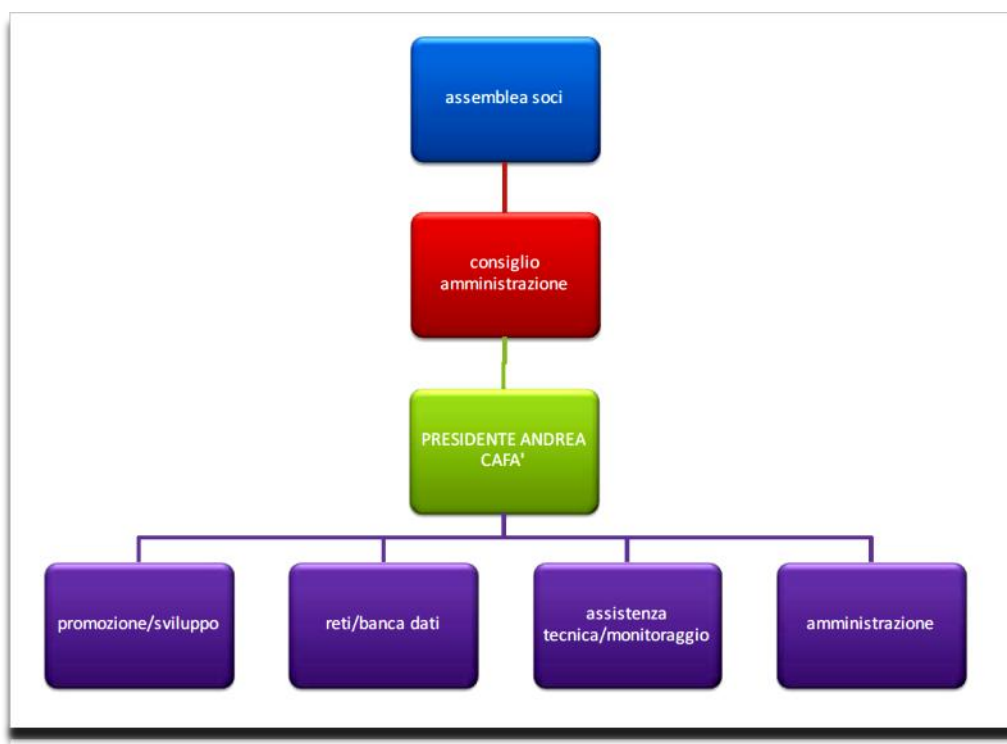 assemblea soci
consiglio
amministrazione
PRESIDENTE ANDREA
CAFA'
promozione/sviluppo
reti/banca dati
assistenza
tecnica/monitoraggio
amministrazione